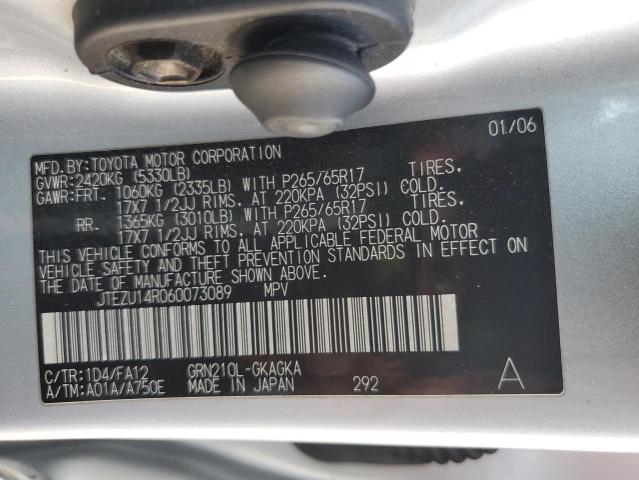 MFD.BY:TOYOTA MOTOR CORPORATION 01/06
GVWR:2420KG (5330LB)
GAWR:FRT. 1060KG (2335LB) WITH P265/65R17 TIRES,
17X7 1/2JJ RIMS, AT 220KPA (32PSI) COLD.
RR. 1365KG (3010LB) WITH P265/65R17 TIRES,
17X7 1/2JJ RIMS, AT 220KPA (32PSI) COLD.
THIS VEHICLE CONFORMS TO ALL APPLICABLE FEDERAL MOTOR
VEHICLE SAFETY AND THEFT PREVENTION STANDARDS IN EFFECT ON
THE DATE OF MANUFACTURE SHOWN ABOVE.
JTEZU14R060073089 MPV
C/TR:1D4/FA12 GRN210L-GKAGKA
A/TM:A01A/A750E MADE IN JAPAN 292 A